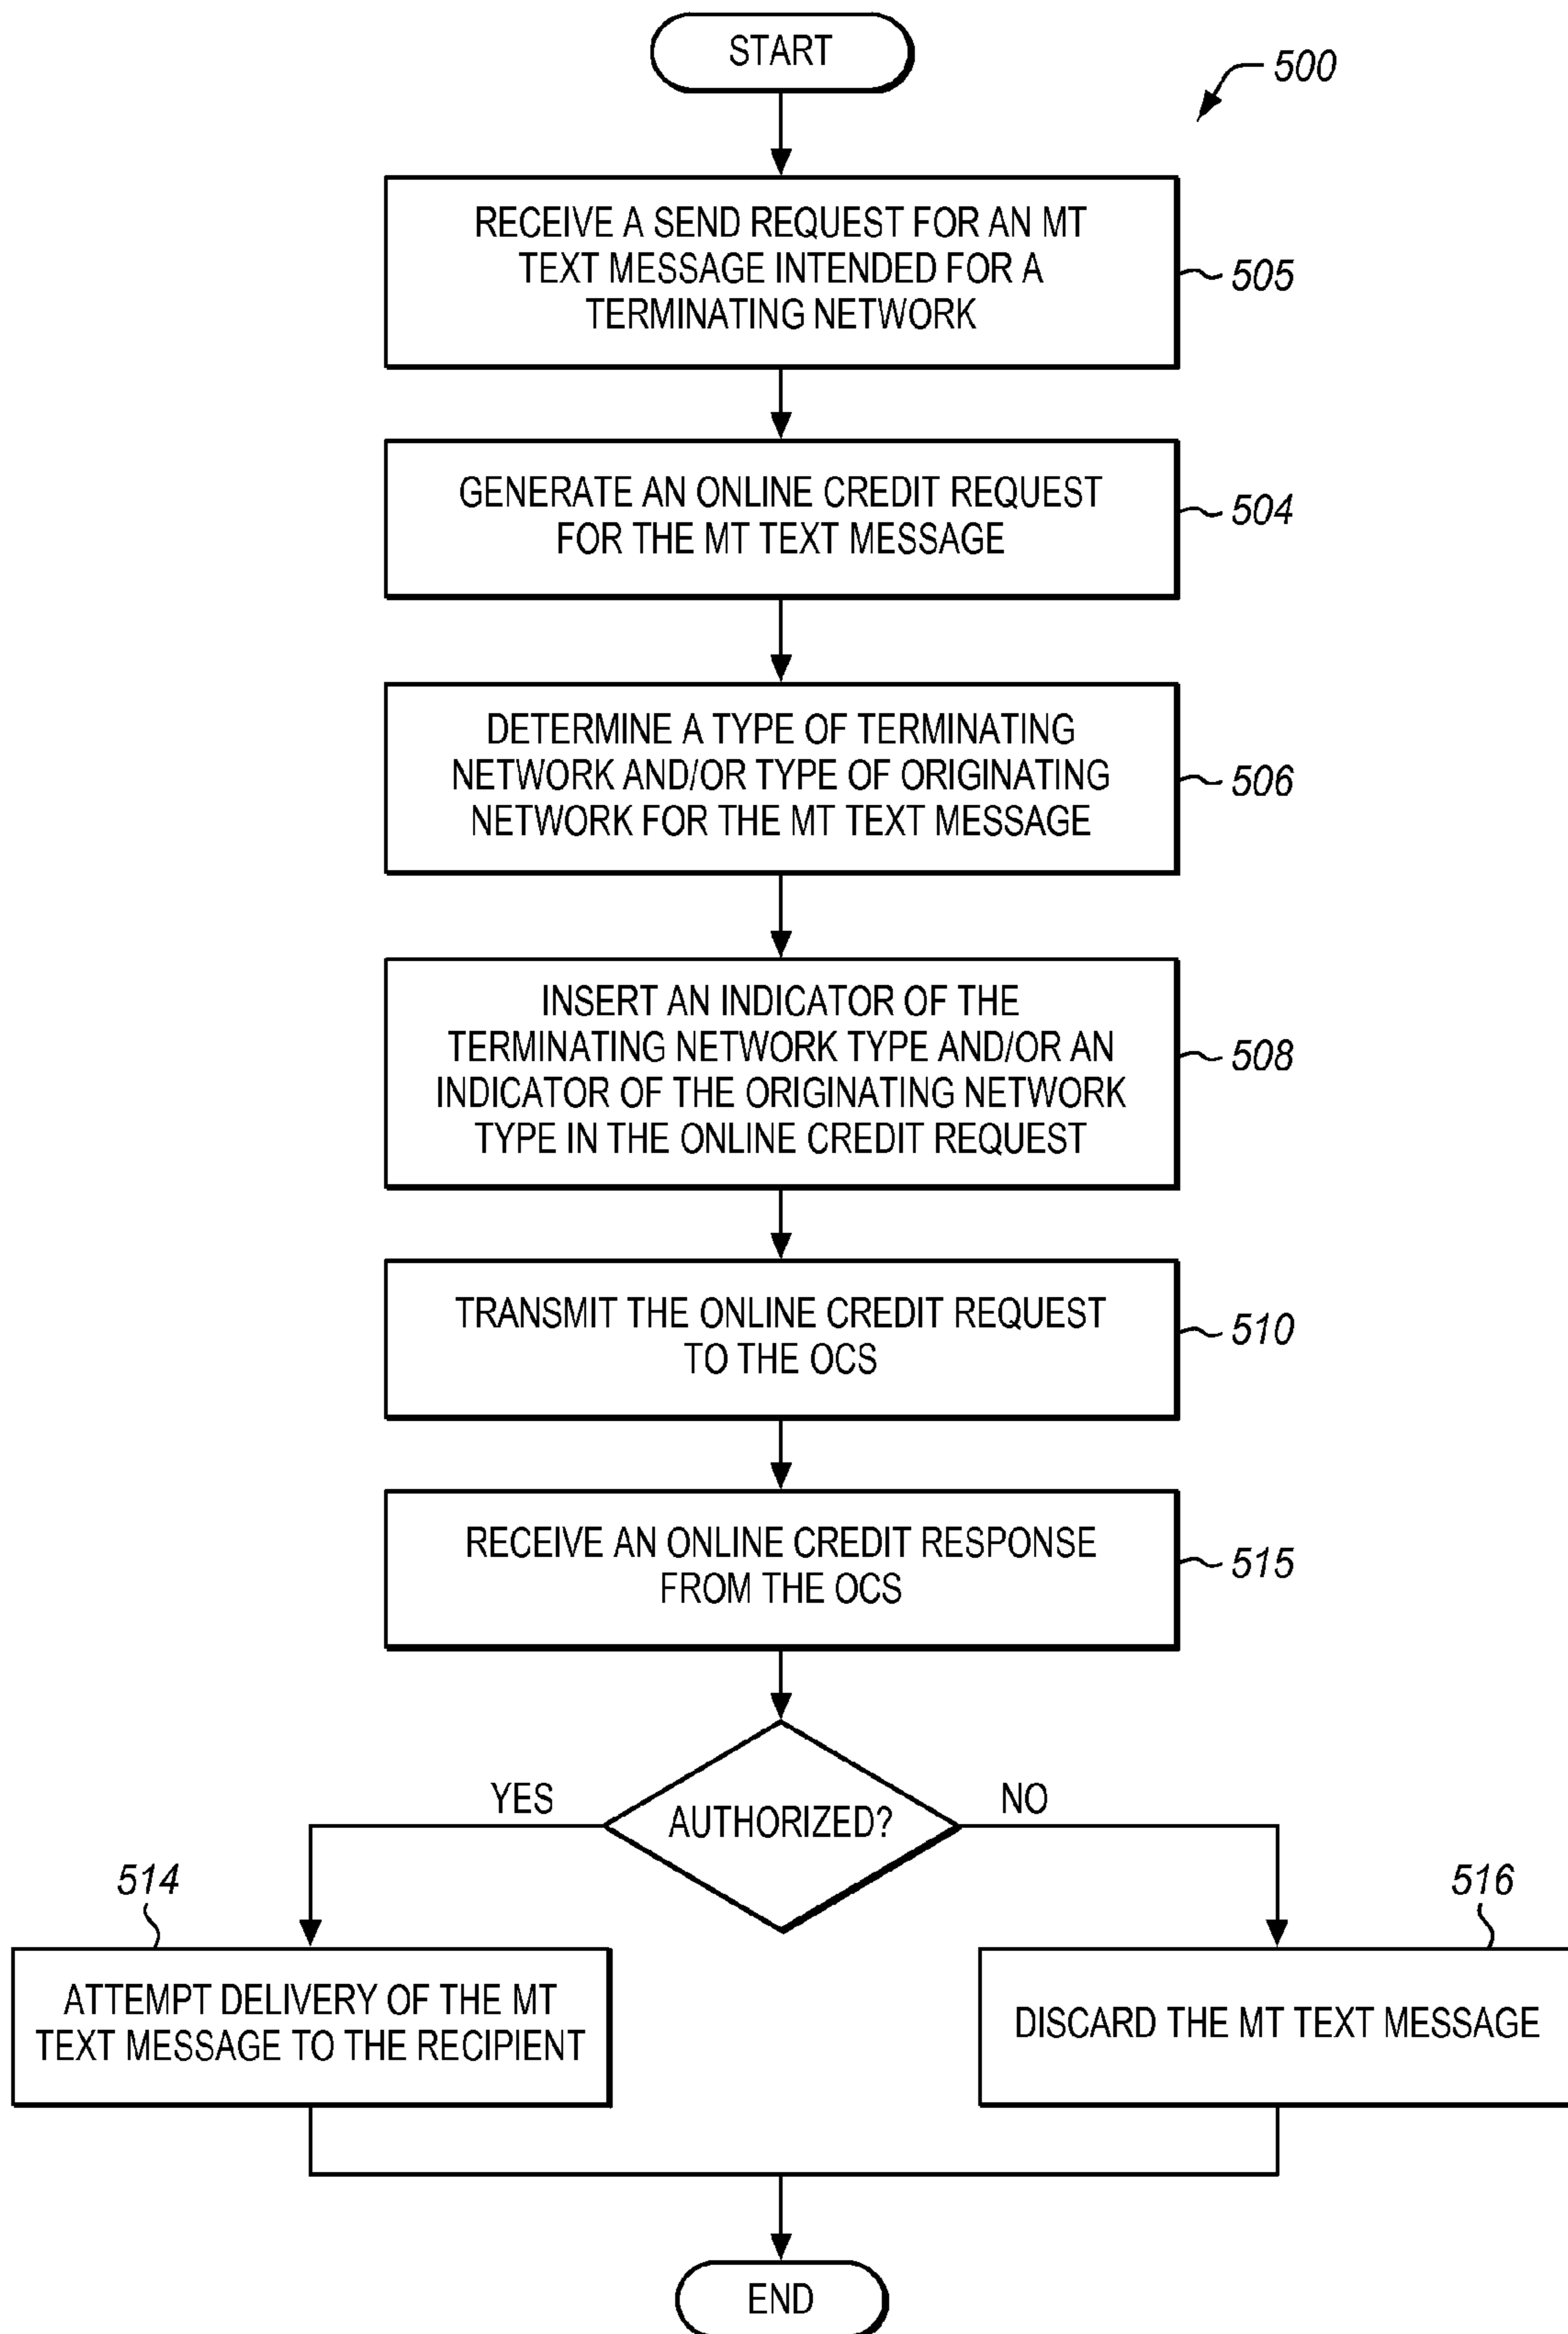 START
500
RECEIVE A SEND REQUEST FOR AN MT
TEXT MESSAGE INTENDED FOR A
TERMINATING NETWORK
505
GENERATE AN ONLINE CREDIT REQUEST
FOR THE MT TEXT MESSAGE
504
DETERMINE A TYPE OF TERMINATING
NETWORK AND/OR TYPE OF ORIGINATING
NETWORK FOR THE MT TEXT MESSAGE
506
INSERT AN INDICATOR OF THE
TERMINATING NETWORK TYPE AND/OR AN
INDICATOR OF THE ORIGINATING NETWORK
TYPE IN THE ONLINE CREDIT REQUEST
508
TRANSMIT THE ONLINE CREDIT REQUEST
TO THE OCS
510
RECEIVE AN ONLINE CREDIT RESPONSE
FROM THE OCS
515
YES
AUTHORIZED?
NO
514
ATTEMPT DELIVERY OF THE MT
TEXT MESSAGE TO THE RECIPIENT
516
DISCARD THE MT TEXT MESSAGE
END